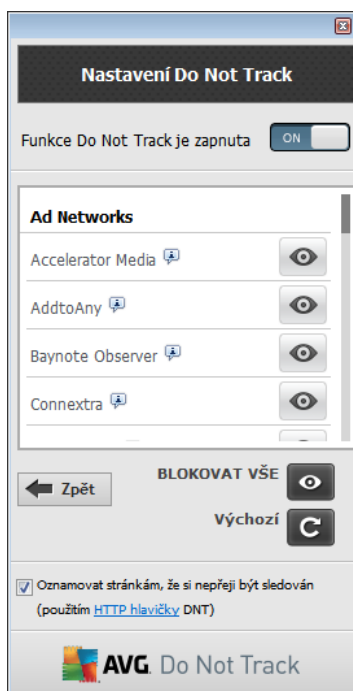 Nastavení Do Not Track
Funkce Do Not Track je zapnuta ON
Ad Networks
Accelerator Media
AddtoAny
Baynote Observer
Connextra
Zpět
BLOKOVAT VŠE
Výchozí
Oznamovat stránkám, že si nepřeji být sledován
(použitím HTTP hlavičky DNT)
AVG. Do Not Track